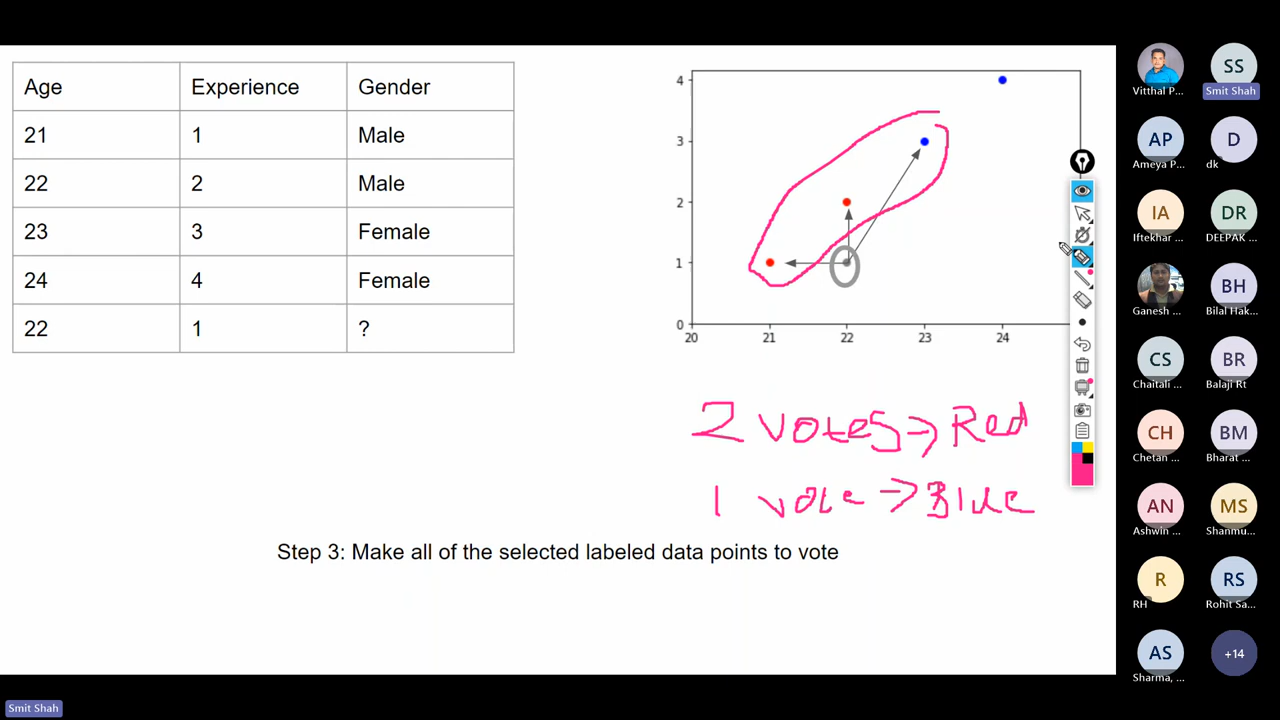 Age Experience Gender
21 1 Male
22 2 Male
23 3 Female
24 4 Female
22 1 ?
4
3
2
1
0
20 21 22 23 24
2 votes → Red
1 vote → Blue
Step 3: Make all of the selected labeled data points to vote
Vitthal P... SS Smit Shah
AP Ameya P... D dk
IA Iftekhar ... DR DEEPAK ...
Ganesh ... BH Bilal Hak...
CS Chaitali ... BR Balaji Rt
CH Chetan ... BM Bharat ...
AN Ashwin ... MS Shanmu...
R RH RS Rohit Sa...
AS Sharma, ... +14
Smit Shah